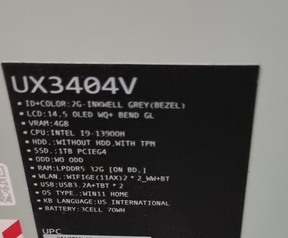 UX3404V
▪ ID+COLOR:2G-INKWELL GREY(BEZEL)
▪ LCD:14.5 OLED WQ+ BEND GL
▪ VRAM:4GB
▪ CPU:INTEL I9-13900H
▪ HDD.:WITHOUT HDD,WITH TPM
▪ SSD.:1TB PCIEG4
▪ ODD:WO ODD
▪ RAM:LPDDR5 32G [ON BD.]
▪ WLAN.:WIFI6E(11AX)2*2_WW+BT
▪ USB:USB3.2A+TBT * 2
▪ OS TYPE.:WIN11 HOME
▪ KB LANGUAGE:US INTERNATIONAL
▪ BATTERY:3CELL 70WH
UPC